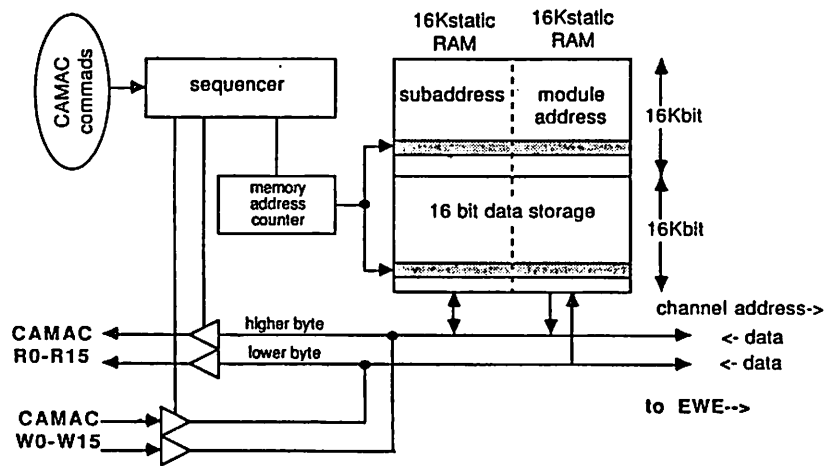 16Kstatic
RAM
16Kstatic
RAM
CAMAC
commads
sequencer
subaddress
module
address
16Kbit
memory
address
counter
16 bit data storage
16Kbit
channel address->
CAMAC
R0-R15
higher byte
lower byte
<- data
<- data
CAMAC
W0-W15
to EWE-->